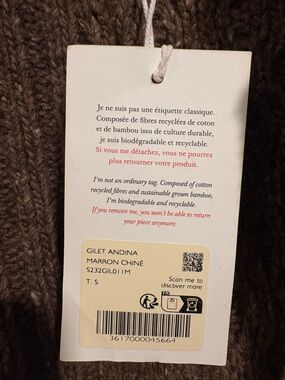 Je ne suis pas une étiquette classique.
Composée de fibres recyclées de coton
et de bambou issu de culture durable,
je suis biodégradable et recyclable.
Si vous me détachez, vous ne pourrez
plus retourner votre produit.
I'm not an ordinary tag. Composed of cotton
recycled fibres and sustainable grown bamboo,
I'm biodegradable and recyclable.
If you remove me, you won't be able to return
your piece anymore.
GILET ANDINA
MARRON CHINÉ
S232GIL011M
T. S
Scan me to
discover more
FR
3617000045664